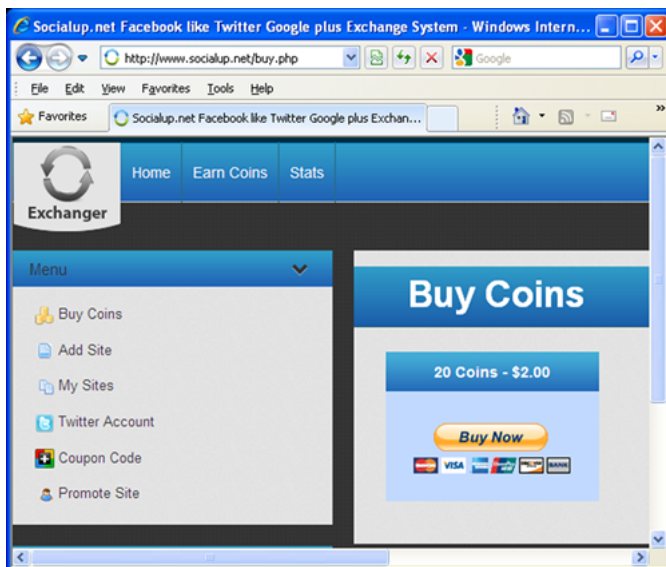 Socialup.net Facebook like Twitter Google plus Exchange System - Windows Intern...
http://www.socialup.net/buy.php
Google
File Edit View Favorites Tools Help
Favorites
Socialup.net Facebook like Twitter Google plus Exchan...
»
Exchanger
Home
Earn Coins
Stats
Menu
Buy Coins
Add Site
My Sites
Twitter Account
Coupon Code
Promote Site
Buy Coins
20 Coins - $2.00
Buy Now
VISA
BANK